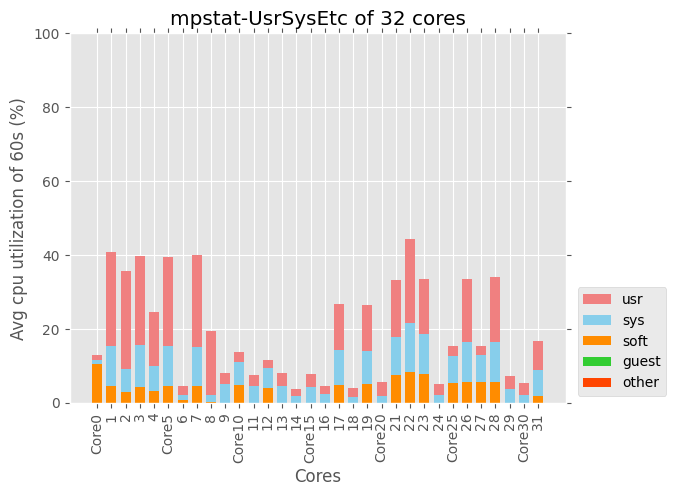 mpstat-UsrSysEtc of 32 cores
100
80
60
40
20
0
Avg cpu utilization of 60s (%)
Core0
1
2
3
4
Core5
6
7
8
9
Core10
11
12
13
14
Core15
16
17
18
19
Core20
21
22
23
24
Core25
26
27
28
29
Core30
31
Cores
usr
sys
soft
guest
other